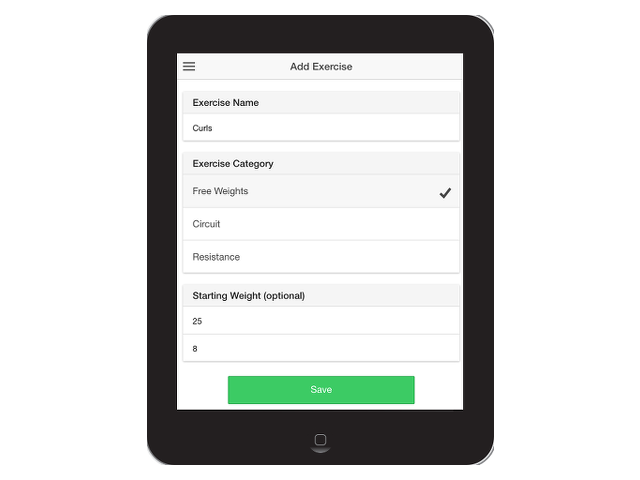 Add Exercise
Exercise Name
Curls
Exercise Category
Free Weights
Circuit
Resistance
Starting Weight (optional)
25
8
Save